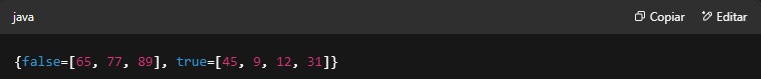 java
Copiar
Editar
{false=[65, 77, 89], true=[45, 9, 12, 31]}